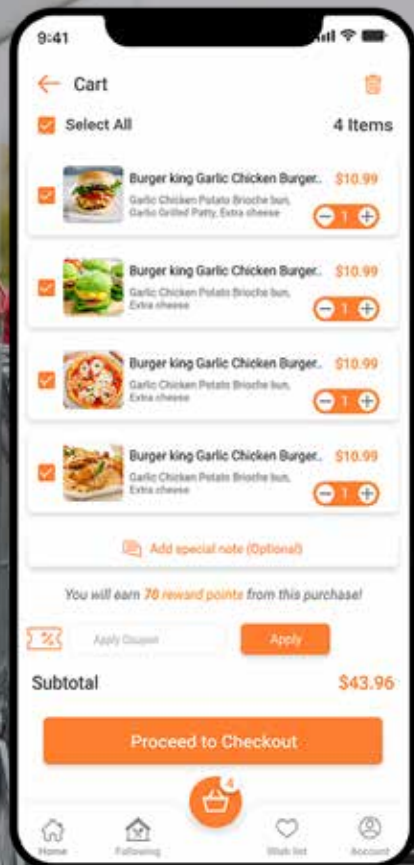 9:41
Cart
Select All
4 Items
Burger king Garlic Chicken Burger.. $10.99
Garlic Chicken Potato Brioche bun,
Garlic Grilled Patty, Extra cheese
1
Burger king Garlic Chicken Burger.. $10.99
Garlic Chicken Potato Brioche bun,
Extra cheese
1
Burger king Garlic Chicken Burger.. $10.99
Garlic Chicken Potato Brioche bun,
Extra cheese
1
Burger king Garlic Chicken Burger.. $10.99
Garlic Chicken Potato Brioche bun,
Extra cheese
1
Add special note (Optional)
You will earn 70 reward points from this purchase!
%
Apply Coupon
Apply
Subtotal
$43.96
Proceed to Checkout
4
Home
Following
Wish list
Account